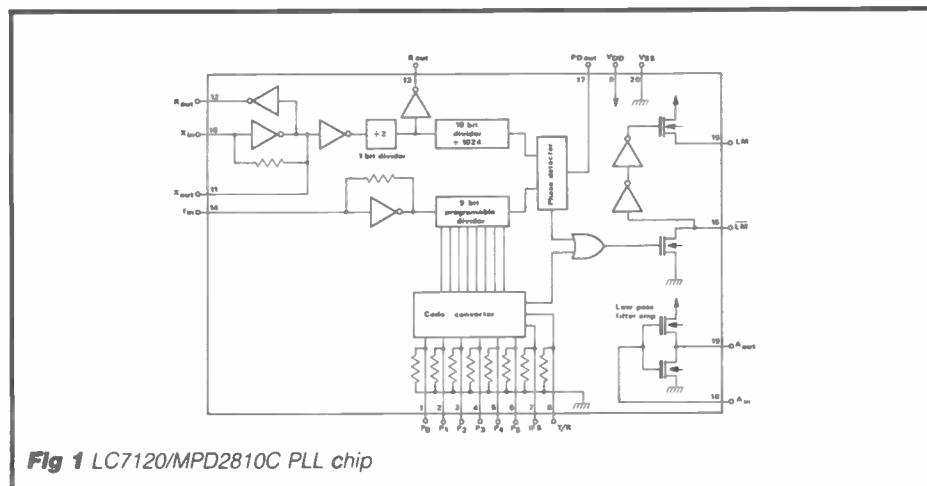 R out PD out VDD VSS
13 17 9 20
R out 12
X in 10
÷ 2
1 bit divider
10 bit
divider
÷ 1024
Phase detector
15 LM
X out 11
f in 14
9 bit
programable
divider
16 LM
Code convertor
Low pass
filter amp
19 A out
18 A in
1 2 3 4 5 6 7 8
P0 P1 P2 P3 P4 P5 T/R
Fig 1 LC7120/MPD2810C PLL chip